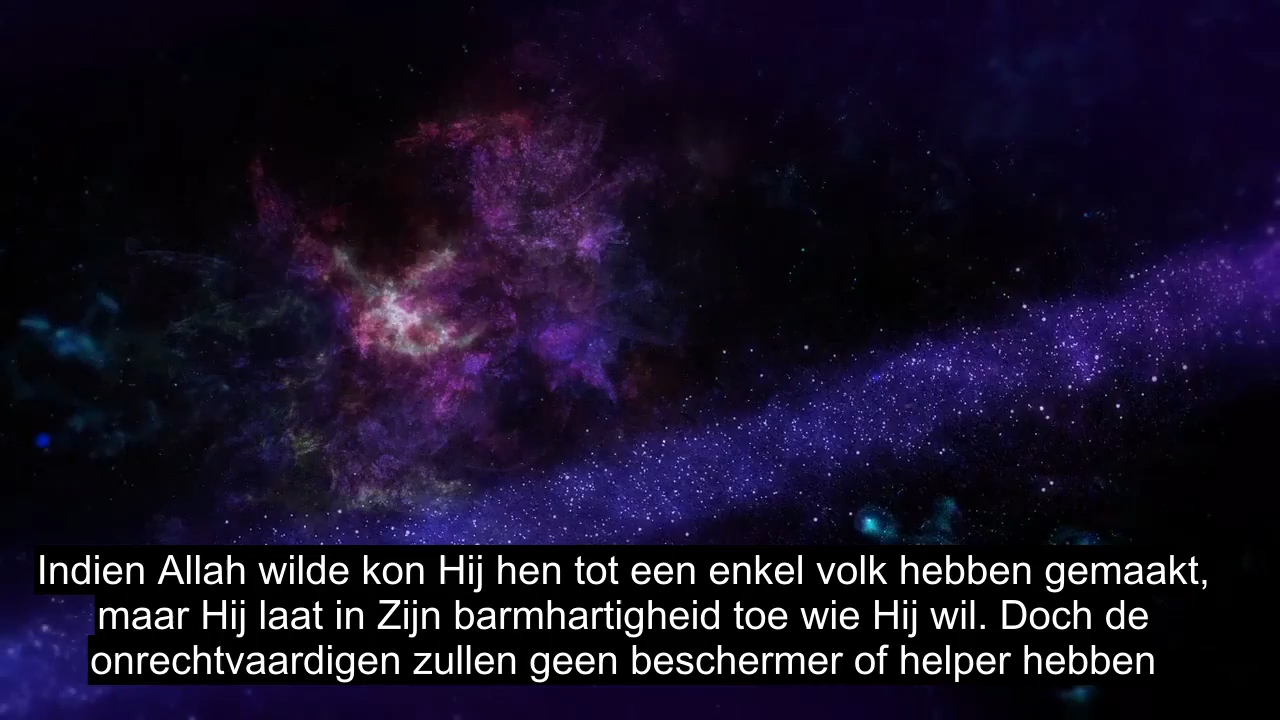 Indien Allah wilde kon Hij hen tot een enkel volk hebben gemaakt,
maar Hij laat in Zijn barmhartigheid toe wie Hij wil. Doch de
onrechtvaardigen zullen geen beschermer of helper hebben